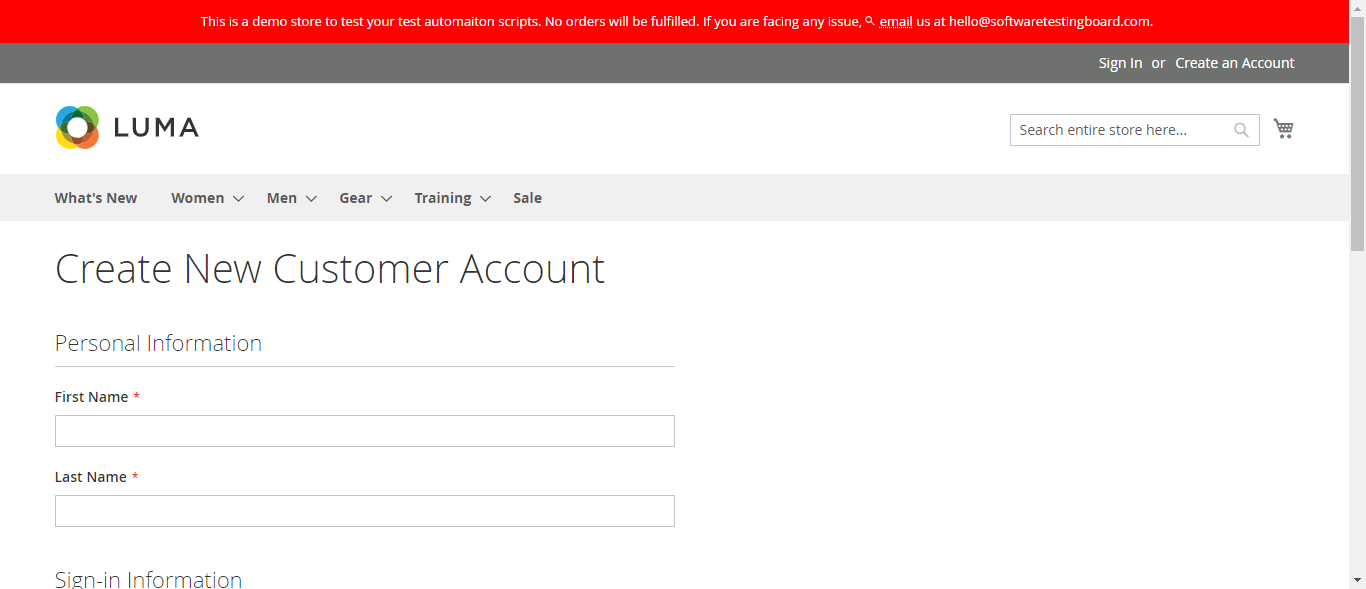 This is a demo store to test your test automaiton scripts. No orders will be fulfilled. If you are facing any issue, email us at hello@softwaretestingboard.com.
Sign In or Create an Account
LUMA
Search entire store here...
What's New Women Men Gear Training Sale
Create New Customer Account
Personal Information
First Name *
Last Name *
Sign-in Information